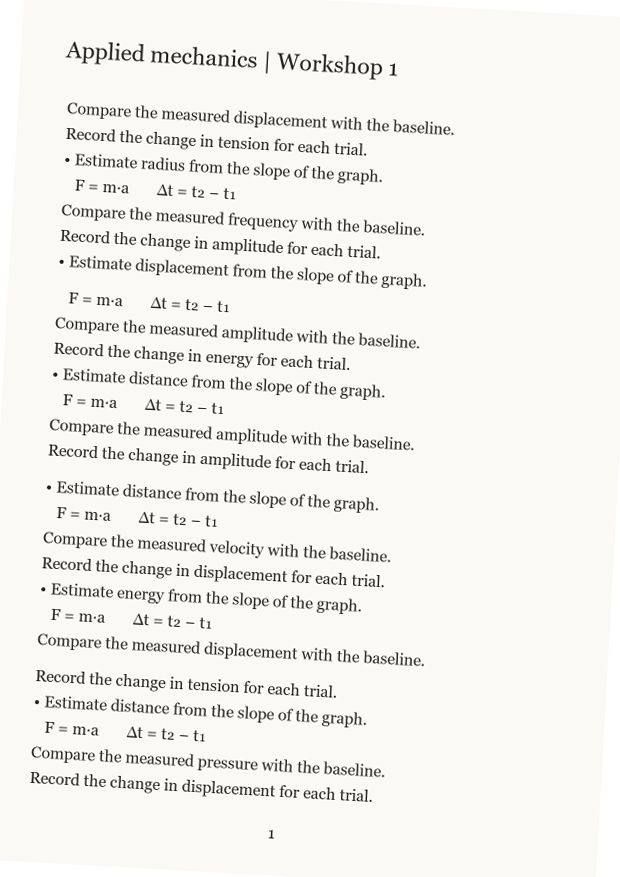 Applied mechanics | Workshop 1
Compare the measured displacement with the baseline.
Record the change in tension for each trial.
• Estimate radius from the slope of the graph.
F = m·a Δt = t2 − t1
Compare the measured frequency with the baseline.
Record the change in amplitude for each trial.
• Estimate displacement from the slope of the graph.
F = m·a Δt = t2 − t1
Compare the measured amplitude with the baseline.
Record the change in energy for each trial.
• Estimate distance from the slope of the graph.
F = m·a Δt = t2 − t1
Compare the measured amplitude with the baseline.
Record the change in amplitude for each trial.
• Estimate distance from the slope of the graph.
F = m·a Δt = t2 − t1
Compare the measured velocity with the baseline.
Record the change in displacement for each trial.
• Estimate energy from the slope of the graph.
F = m·a Δt = t2 − t1
Compare the measured displacement with the baseline.
Record the change in tension for each trial.
• Estimate distance from the slope of the graph.
F = m·a Δt = t2 − t1
Compare the measured pressure with the baseline.
Record the change in displacement for each trial.
1